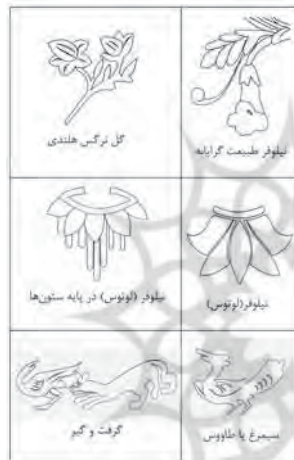 نیلوفر طبیعت گرایانه
گل نرگس هلندی
نیلوفر(لوتوس)
نیلوفر (لوتوس) در پایه ستون‌ها
سیمرغ یا طاووس
گرفت و گیر